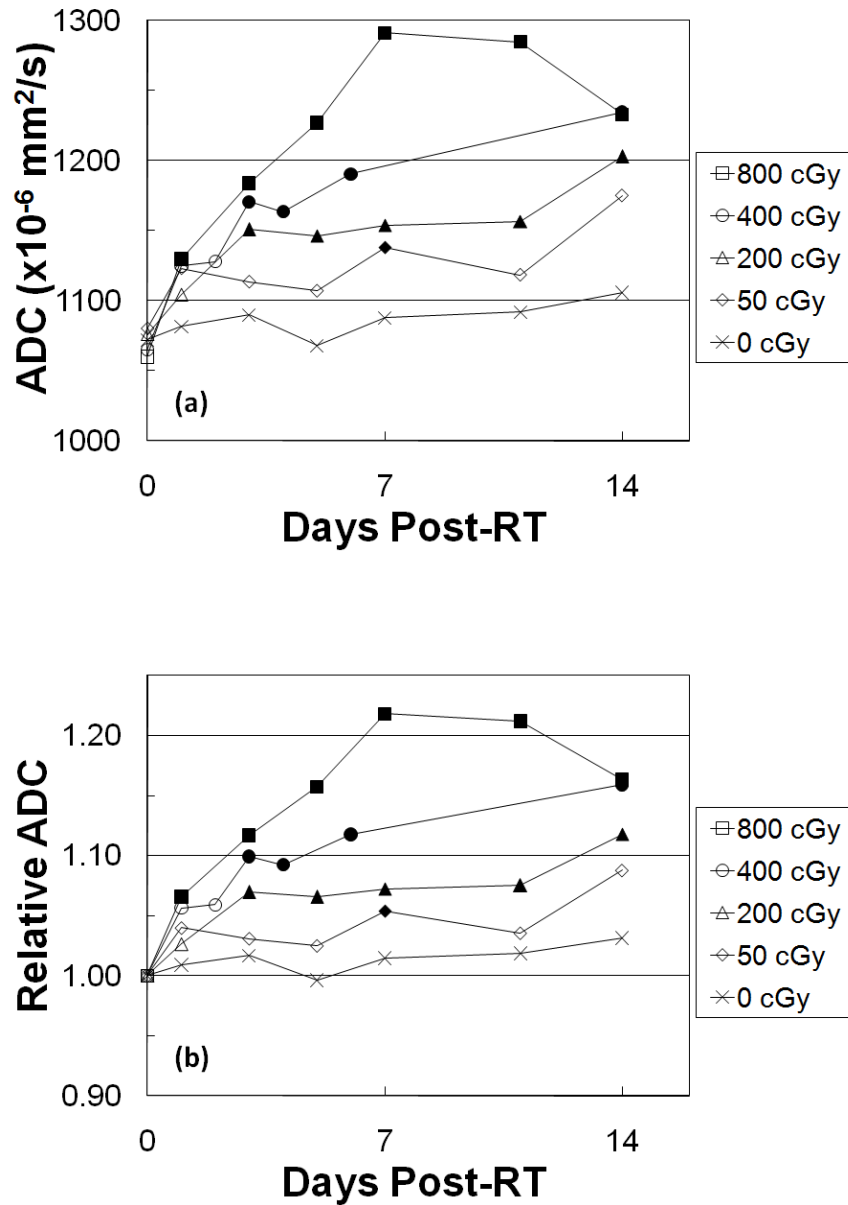 1300
1200
1100
1000
ADC (x10⁻⁶ mm²/s)
(a)
0 7 14
Days Post-RT
800 cGy
400 cGy
200 cGy
50 cGy
0 cGy
1.20
1.10
1.00
0.90
Relative ADC
(b)
0 7 14
Days Post-RT
800 cGy
400 cGy
200 cGy
50 cGy
0 cGy